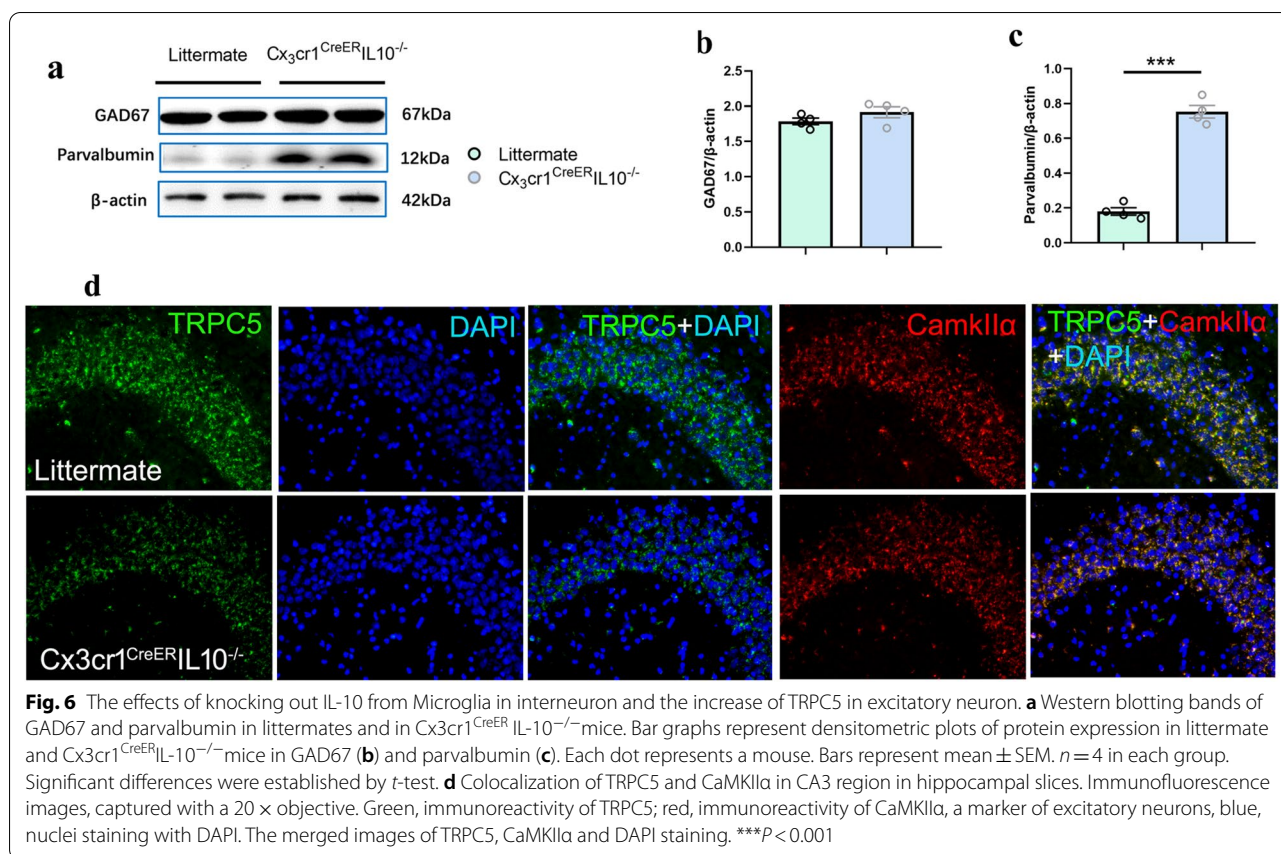 a
Littermate Cx₃cr1ᶜʳᵉᴱᴿIL10⁻/⁻
GAD67 67kDa
Parvalbumin 12kDa
β-actin 42kDa
Littermate
Cx₃cr1ᶜʳᵉᴱᴿIL10⁻/⁻
b
GAD67/β-actin
2.5
2.0
1.5
1.0
0.5
0.0
c
Parvalbumin/β-actin
***
1.0
0.8
0.6
0.4
0.2
0.0
d
TRPC5
DAPI
TRPC5+DAPI
CamkIIα
TRPC5+CamkIIα
+DAPI
Littermate
Cx3cr1ᶜʳᵉᴱᴿIL10⁻/⁻
Fig. 6 The effects of knocking out IL-10 from Microglia in interneuron and the increase of TRPC5 in excitatory neuron. a Western blotting bands of
GAD67 and parvalbumin in littermates and in Cx3cr1ᶜʳᵉᴱᴿ IL-10⁻/⁻mice. Bar graphs represent densitometric plots of protein expression in littermate
and Cx3cr1ᶜʳᵉᴱᴿIL-10⁻/⁻mice in GAD67 (b) and parvalbumin (c). Each dot represents a mouse. Bars represent mean ± SEM. n = 4 in each group.
Significant differences were established by t-test. d Colocalization of TRPC5 and CaMKIIα in CA3 region in hippocampal slices. Immunofluorescence
images, captured with a 20 × objective. Green, immunoreactivity of TRPC5; red, immunoreactivity of CaMKIIα, a marker of excitatory neurons, blue,
nuclei staining with DAPI. The merged images of TRPC5, CaMKIIα and DAPI staining. ***P < 0.001